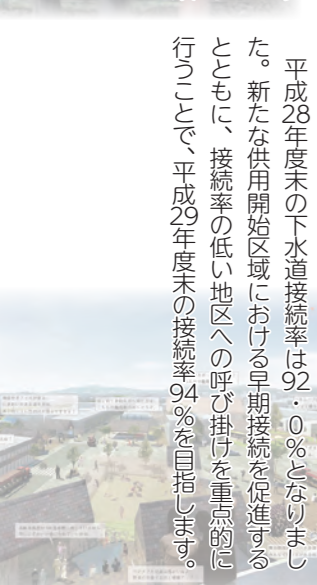 平成28年度末の下水道接続率は92・0％となりまし
た。新たな供用開始区域における早期接続を促進する
とともに、接続率の低い地区への呼び掛けを重点的に
行うことで、平成29年度末の接続率94％を目指します。